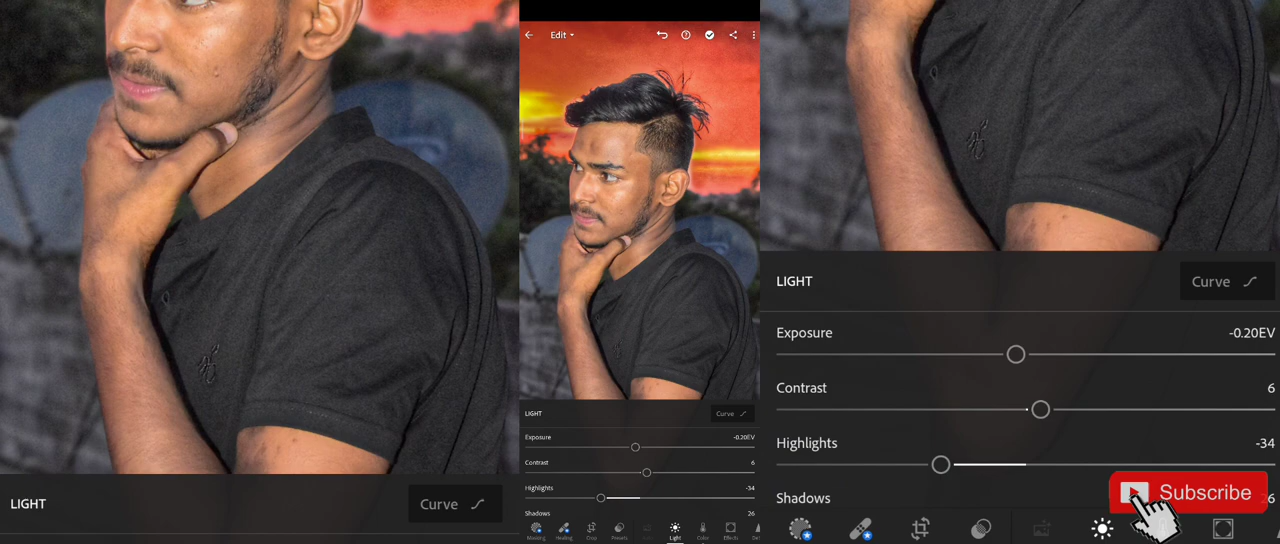 LIGHT
Curve
Edit
LIGHT
Curve
Exposure
-0.20EV
Contrast
6
Highlights
-34
Shadows
26
Masking
Healing
Crop
Presets
Light
Color
Effects
LIGHT
Curve
Exposure
-0.20EV
Contrast
6
Highlights
-34
Shadows
26
Subscribe